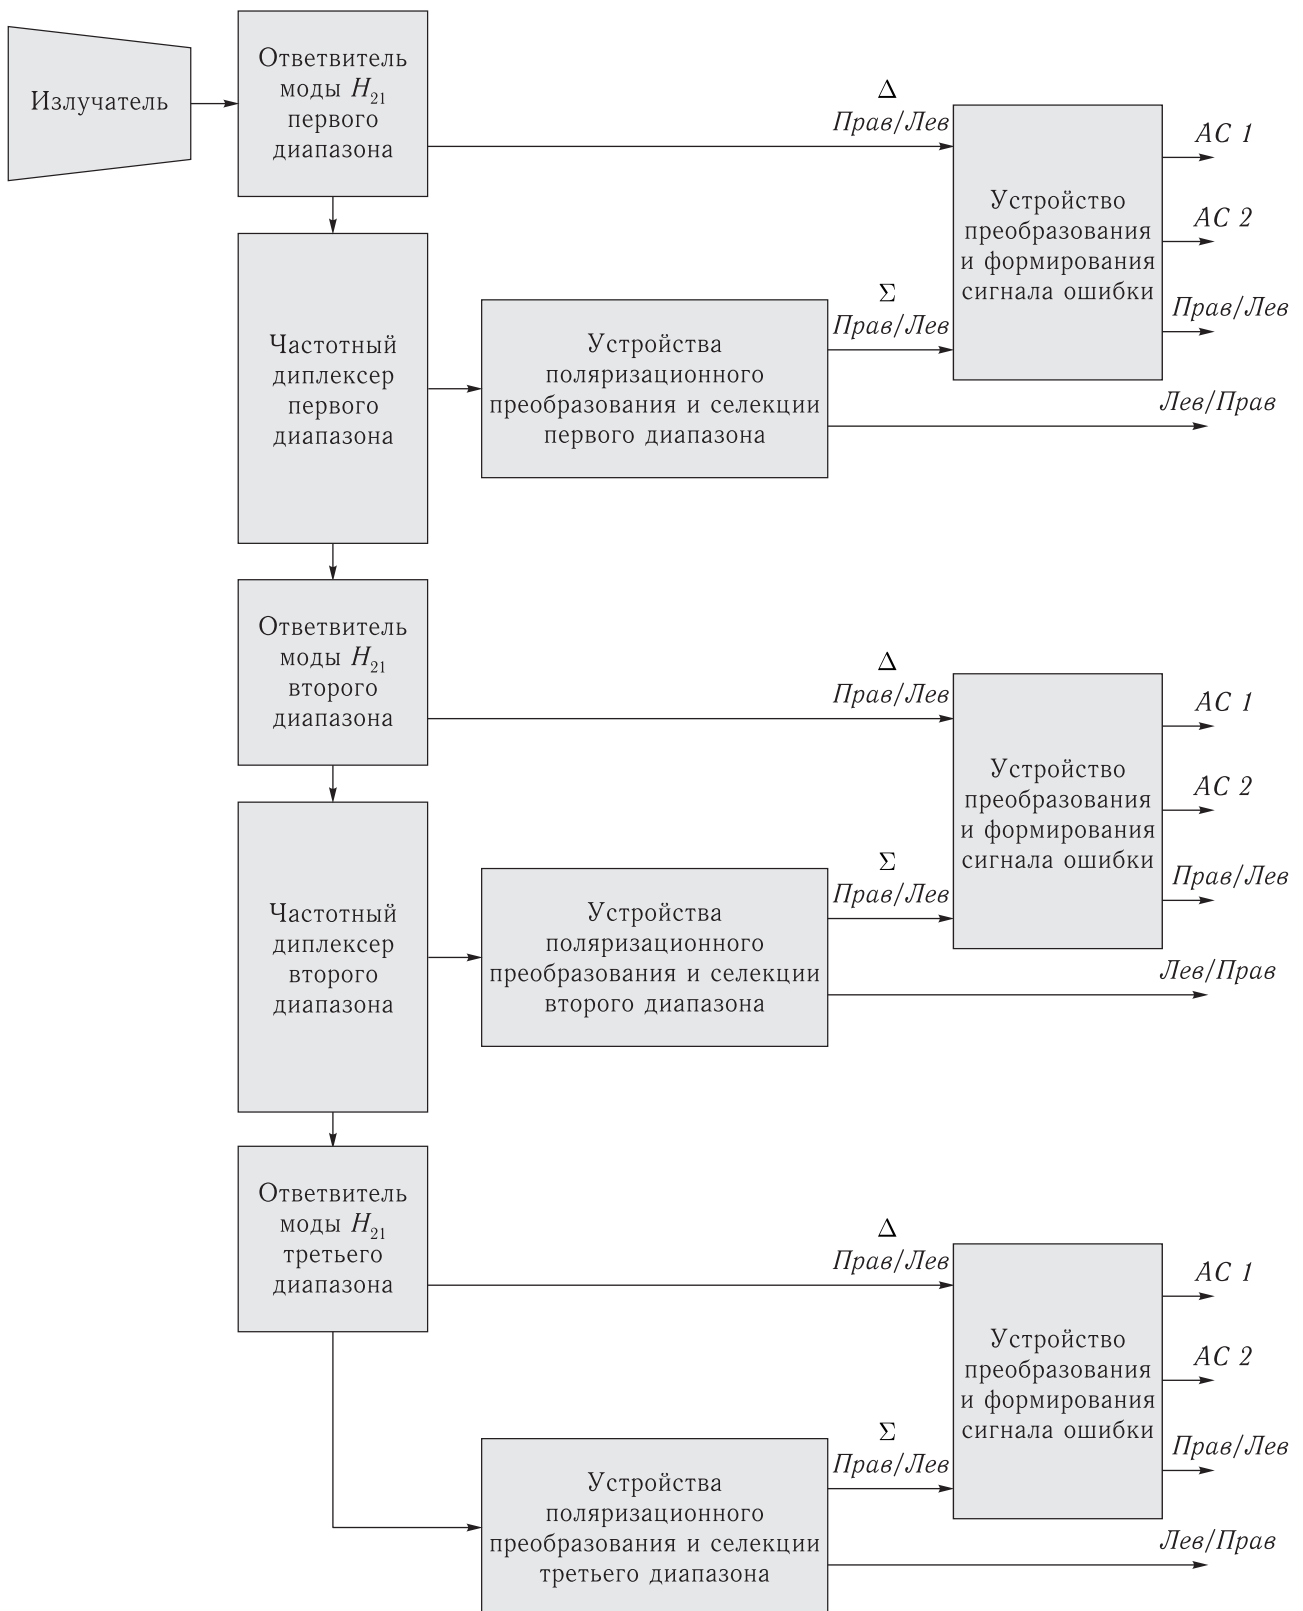 Излучатель
Ответвитель
моды H₂₁
первого
диапазона
Δ
Прав/Лев
Устройство
преобразования
и формирования
сигнала ошибки
АС 1
АС 2
Прав/Лев
Частотный
диплексер
первого
диапазона
Устройства
поляризационного
преобразования и селекции
первого диапазона
Σ
Прав/Лев
Лев/Прав
Ответвитель
моды H₂₁
второго
диапазона
Δ
Прав/Лев
Устройство
преобразования
и формирования
сигнала ошибки
АС 1
АС 2
Прав/Лев
Частотный
диплексер
второго
диапазона
Устройства
поляризационного
преобразования и селекции
второго диапазона
Σ
Прав/Лев
Лев/Прав
Ответвитель
моды H₂₁
третьего
диапазона
Δ
Прав/Лев
Устройство
преобразования
и формирования
сигнала ошибки
АС 1
АС 2
Прав/Лев
Устройства
поляризационного
преобразования и селекции
третьего диапазона
Σ
Прав/Лев
Лев/Прав